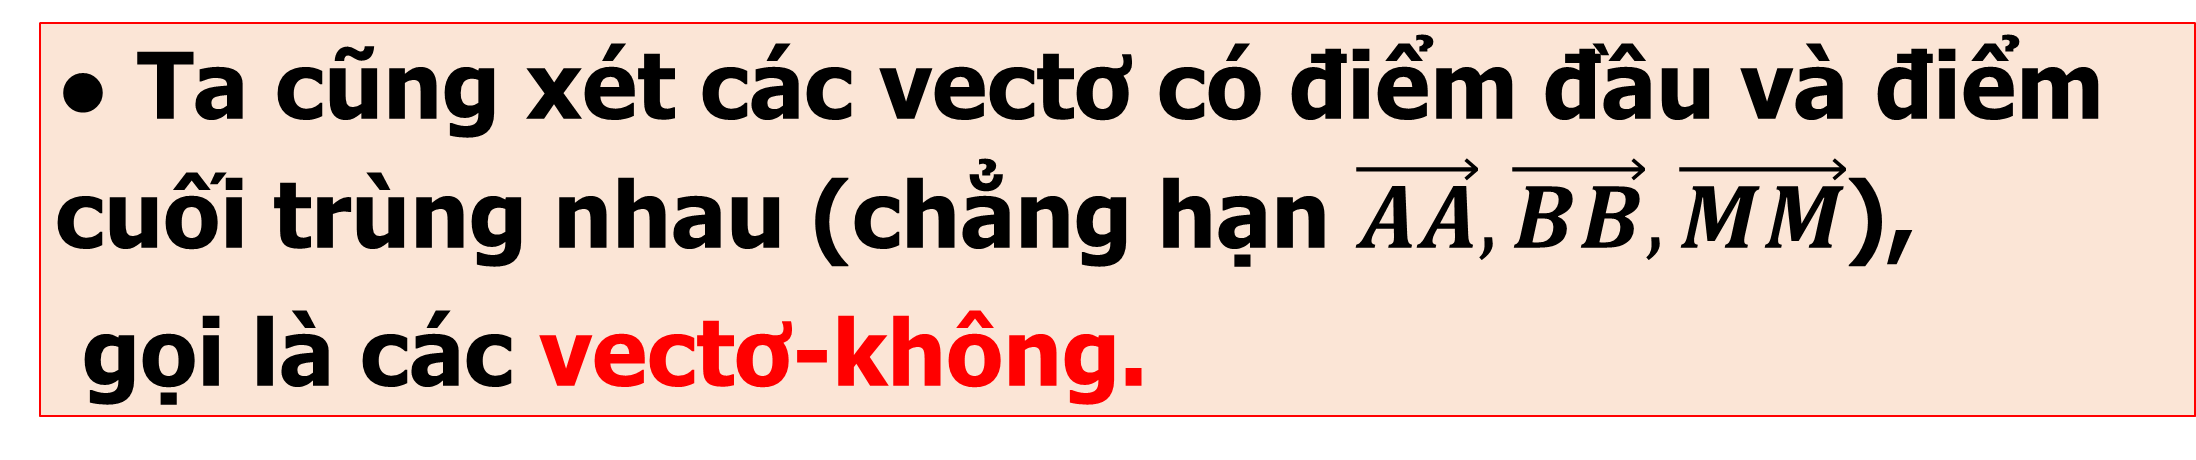 ● Ta cũng xét các vectơ có điểm đầu và điểm
cuối trùng nhau (chẳng hạn $\overrightarrow{AA}, \overrightarrow{BB}, \overrightarrow{MM}$),
gọi là các vectơ-không.